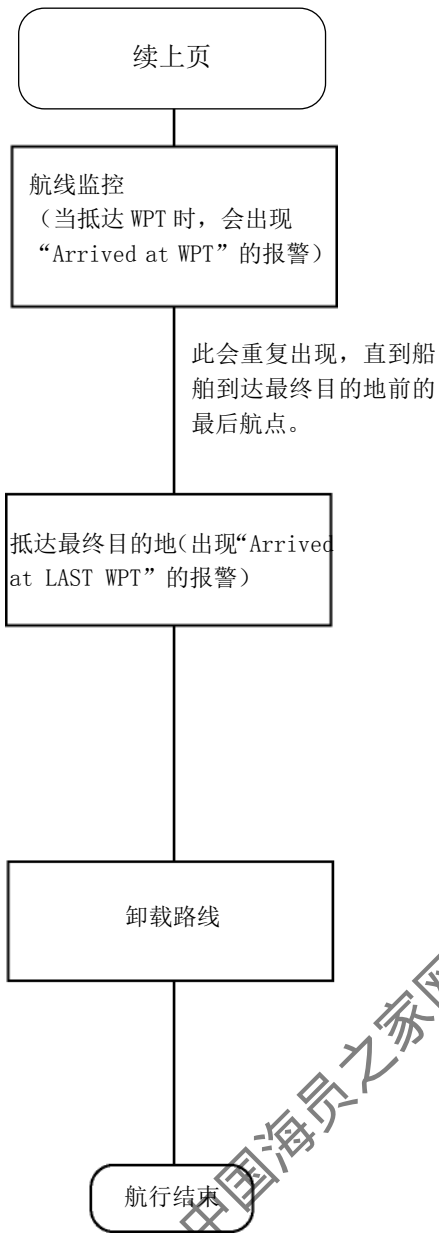 续上页
航线监控
（当抵达 WPT 时，会出现
“Arrived at WPT”的报警）
此会重复出现，直到船
舶到达最终目的地前的
最后航点。
抵达最终目的地(出现“Arrived
at LAST WPT”的报警）
卸载路线
航行结束
中国海员之家网